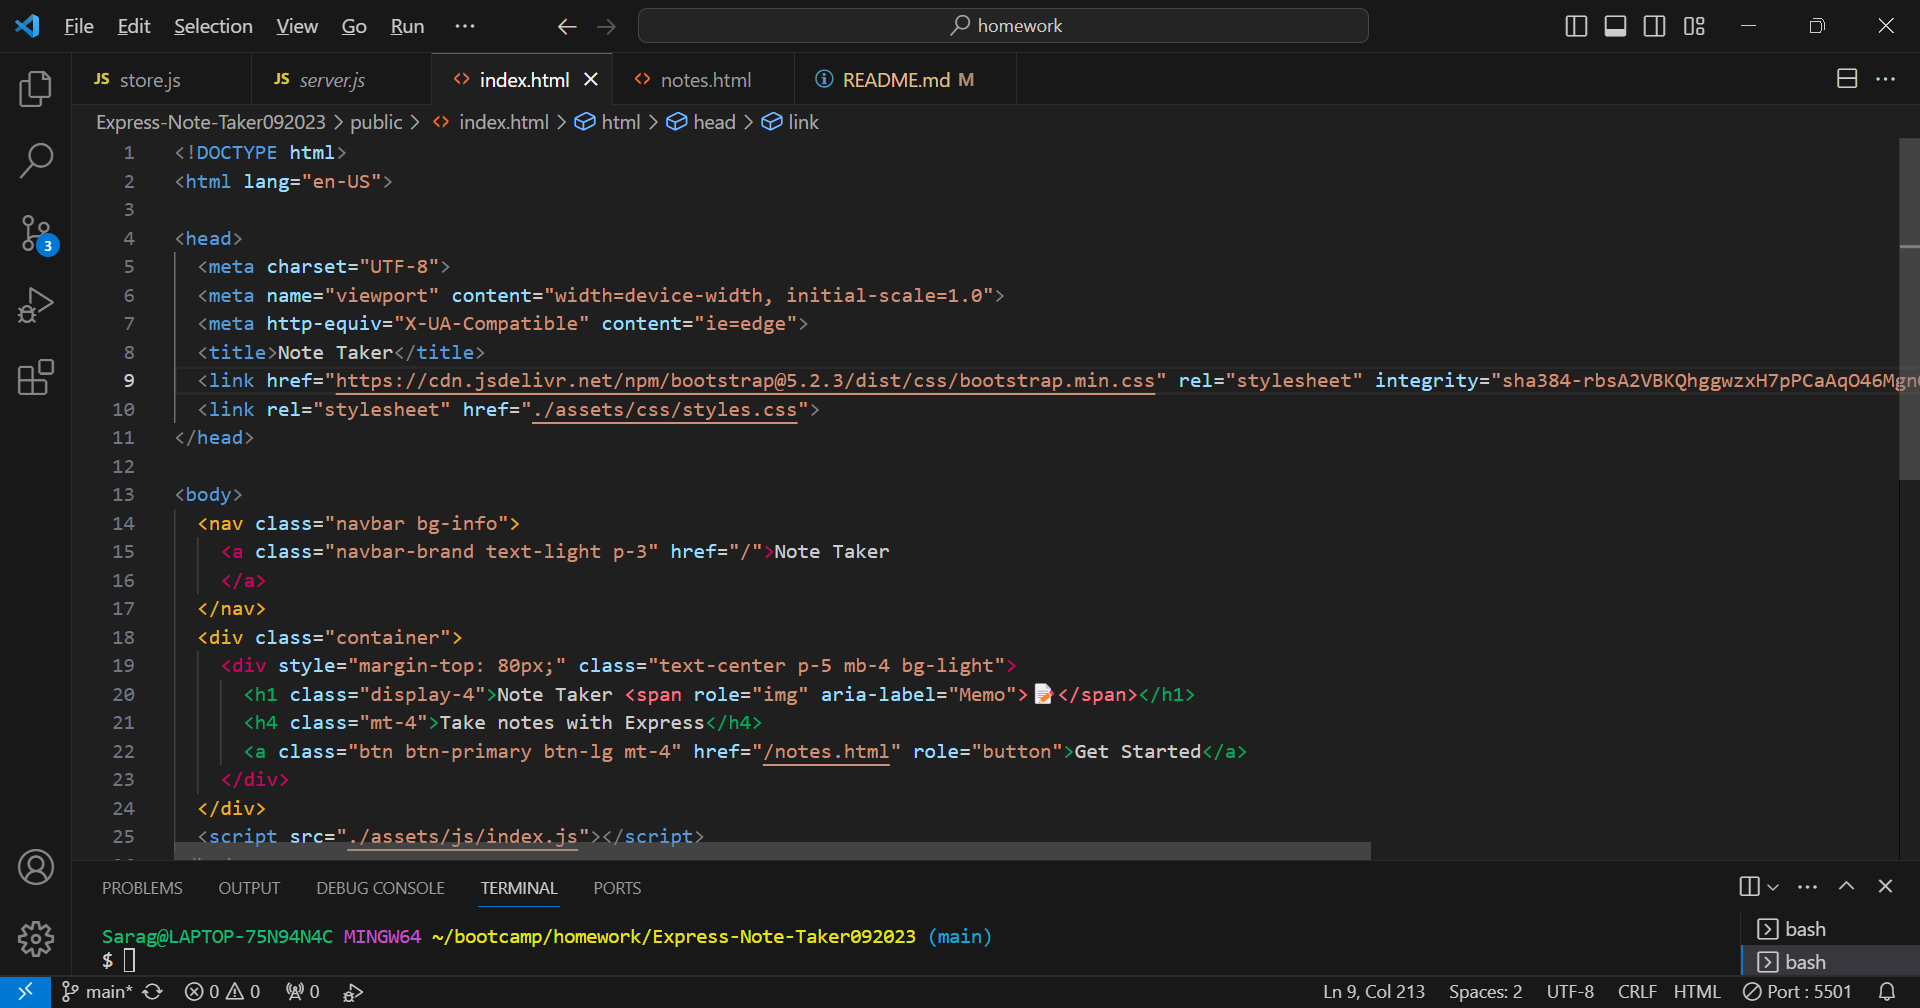 File Edit Selection View Go Run ··· homework
JS store.js JS server.js index.html notes.html README.md M
Express-Note-Taker092023 > public > index.html > html > head > link
1 <!DOCTYPE html>
2 <html lang="en-US">
3
4 <head>
5 <meta charset="UTF-8">
6 <meta name="viewport" content="width=device-width, initial-scale=1.0">
7 <meta http-equiv="X-UA-Compatible" content="ie=edge">
8 <title>Note Taker</title>
9 <link href="https://cdn.jsdelivr.net/npm/bootstrap@5.2.3/dist/css/bootstrap.min.css" rel="stylesheet" integrity="sha384-rbsA2VBKQhggwzxH7pPCaAqO46Mgn
10 <link rel="stylesheet" href="./assets/css/styles.css">
11 </head>
12
13 <body>
14 <nav class="navbar bg-info">
15 <a class="navbar-brand text-light p-3" href="/">Note Taker
16 </a>
17 </nav>
18 <div class="container">
19 <div style="margin-top: 80px;" class="text-center p-5 mb-4 bg-light">
20 <h1 class="display-4">Note Taker <span role="img" aria-label="Memo">📝</span></h1>
21 <h4 class="mt-4">Take notes with Express</h4>
22 <a class="btn btn-primary btn-lg mt-4" href="/notes.html" role="button">Get Started</a>
23 </div>
24 </div>
25 <script src="./assets/js/index.js"></script>
3
PROBLEMS OUTPUT DEBUG CONSOLE TERMINAL PORTS
Sarag@LAPTOP-75N94N4C MINGW64 ~/bootcamp/homework/Express-Note-Taker092023 (main)
$
bash
bash
main* 0 0 0 Ln 9, Col 213 Spaces: 2 UTF-8 CRLF HTML Port : 5501